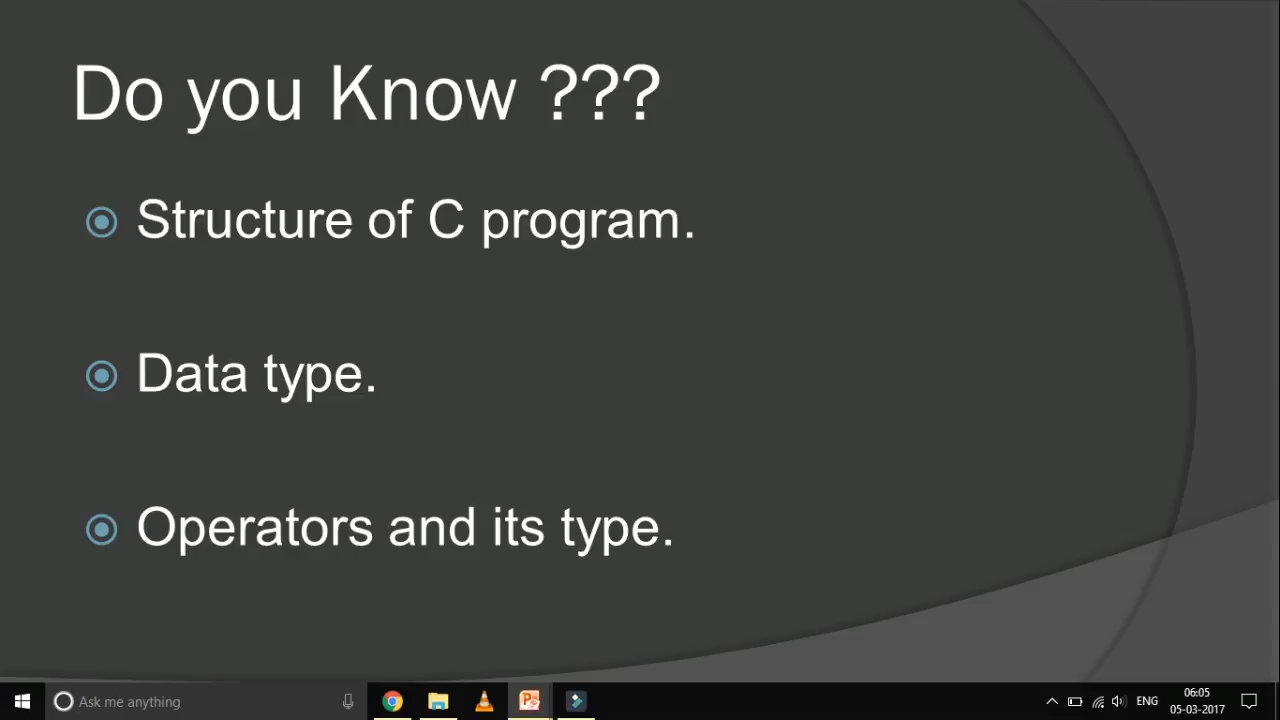 Do you Know ???
Structure of C program.
Data type.
Operators and its type.
Ask me anything
ENG
06:05
05-03-2017